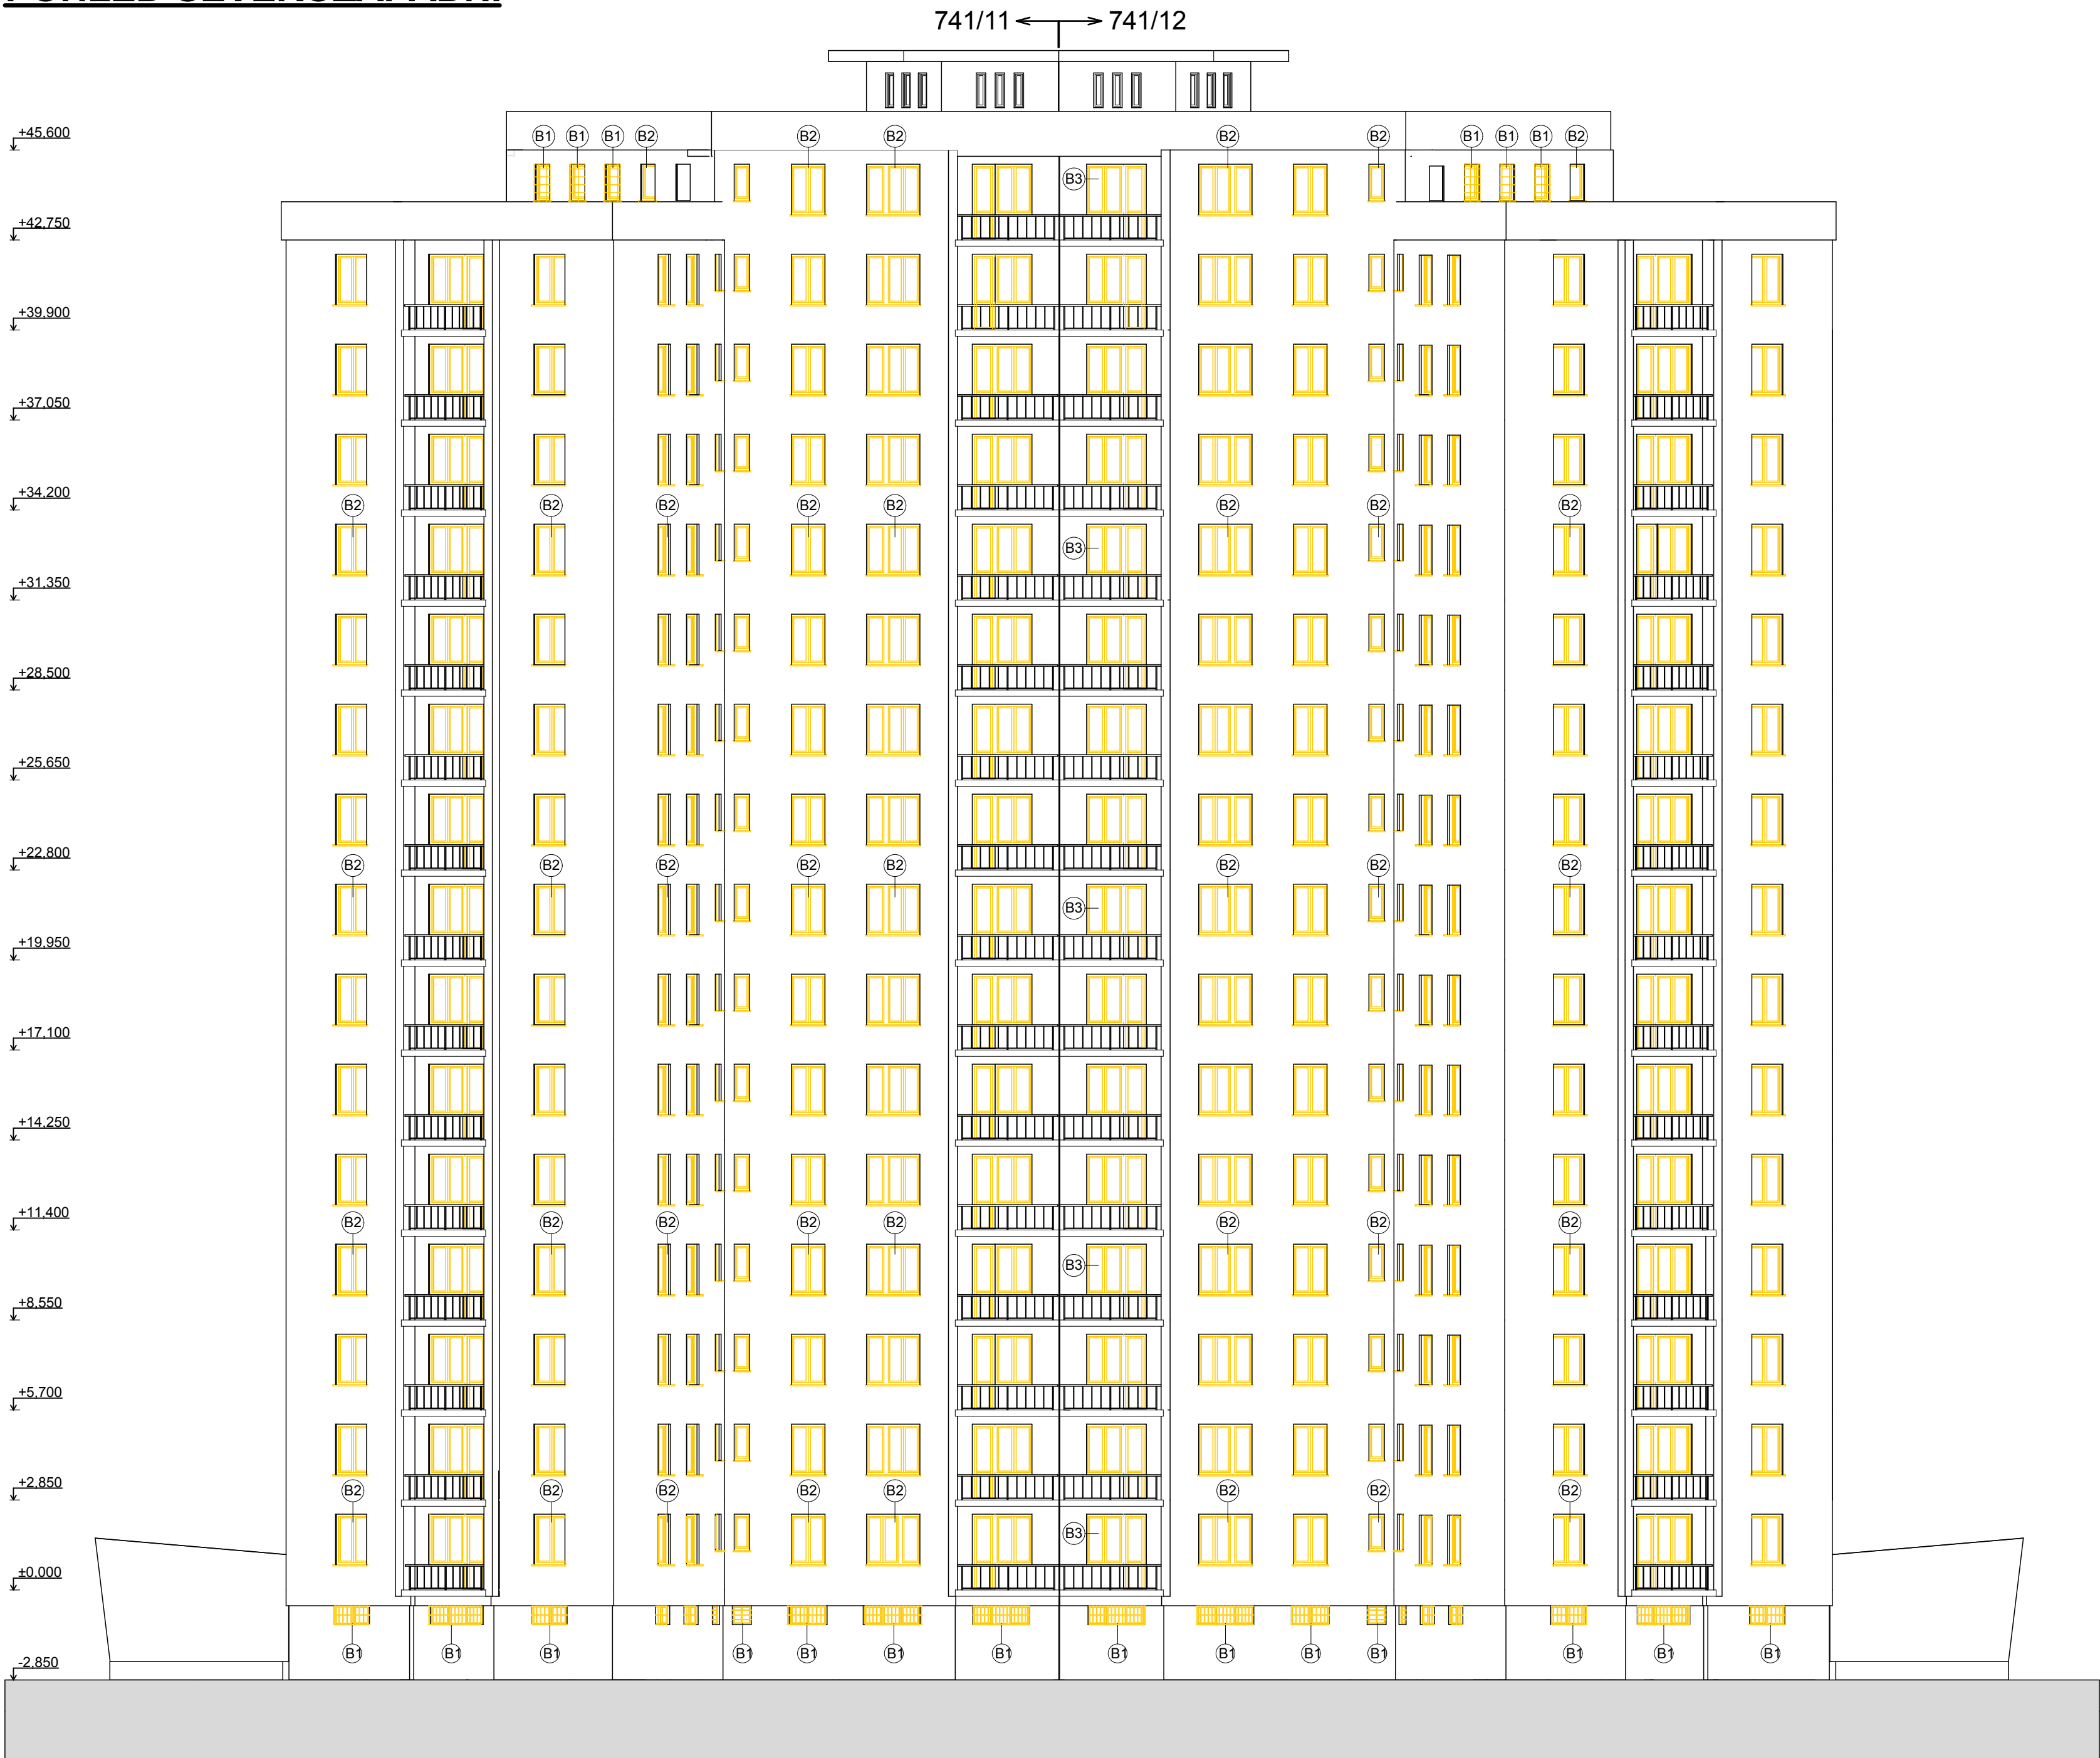 741/11 741/12
+45,600
B1 B1 B1 B2 B2 B2 B2 B2 B1 B1 B1 B2
B3
+42,750
+39,900
+37,050
+34,200
B2 B2 B2 B2 B2 B2 B2 B2
B3
+31,350
+28,500
+25,650
+22,800
B2 B2 B2 B2 B2 B2 B2 B2
B3
+19,950
+17,100
+14,250
+11,400
B2 B2 B2 B2 B2 B2 B2 B2
B3
+8,550
+5,700
+2,850
B2 B2 B2 B2 B2 B2 B2 B2
B3
±0,000
B1 B1 B1 B1 B1 B1 B1 B1 B1 B1 B1 B1 B1 B1
-2,850